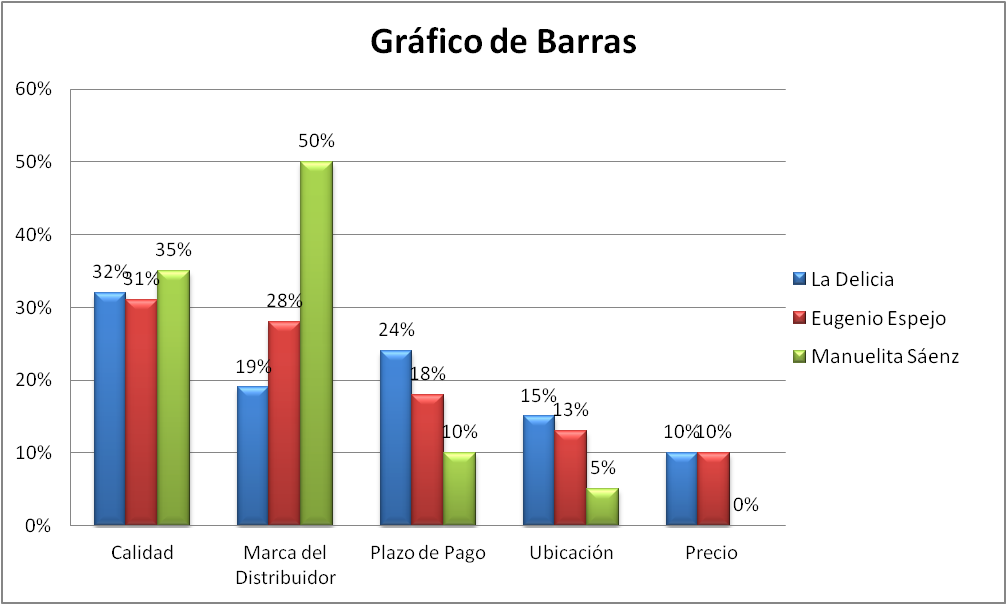 Gráfico de Barras
60%
50%
40%
30%
20%
10%
0%
32%
31%
35%
19%
28%
50%
24%
18%
10%
15%
13%
5%
10%
10%
0%
Calidad
Marca del
Distribuidor
Plazo de Pago
Ubicación
Precio
La Delicia
Eugenio Espejo
Manuelita Sáenz